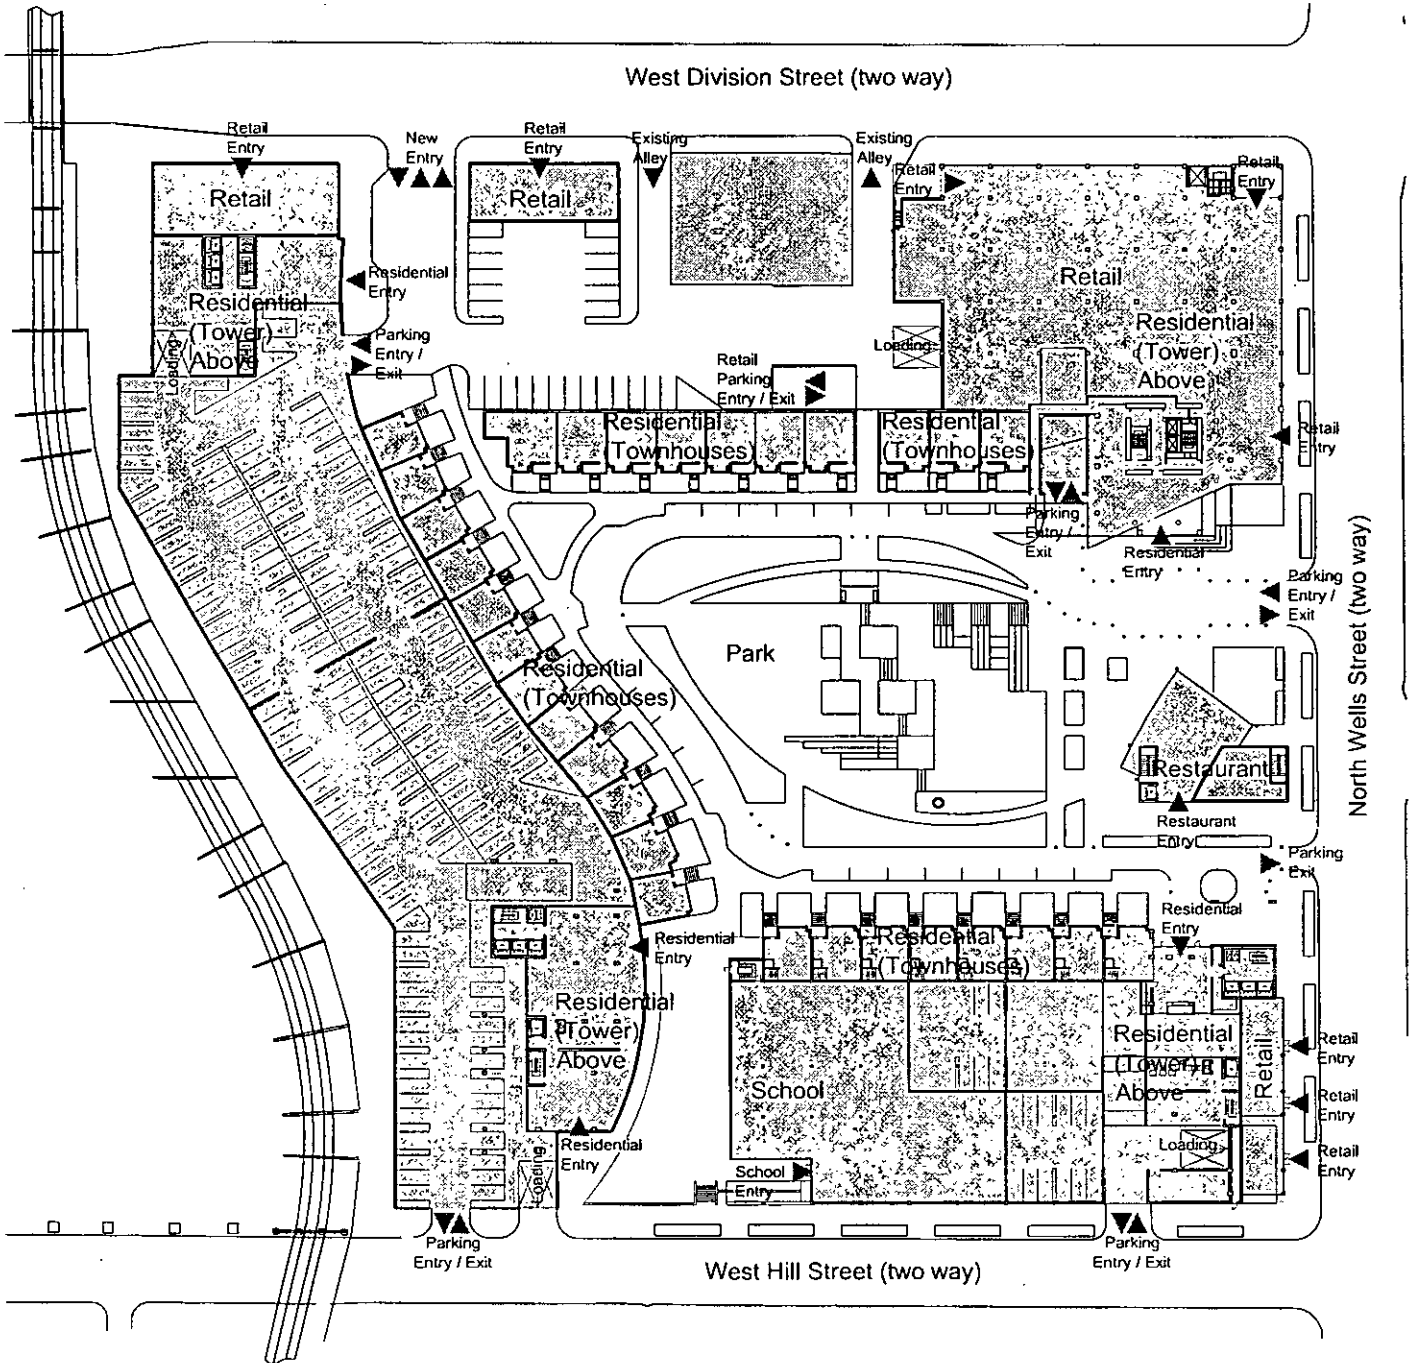 West Division Street (two way)
Retail
Entry
New
Entry
Retail
Entry
Existing
Alley
Existing
Alley
Retail
Entry
Retail
Entry
Retail
Retail
Retail
Residential
Entry
Residential
(Tower)
Above
Loading
Parking
Entry /
Exit
Loading
Residential
(Tower)
Above
Retail
Parking
Entry / Exit
Residential
(Townhouses)
Residential
(Townhouses)
Retail
Entry
Parking
Entry /
Exit
Residential
Entry
Parking
Entry /
Exit
North Wells Street (two way)
Park
Residential
(Townhouses)
Restaurant
Restaurant
Entry
Parking
Exit
Residential
Entry
Residential
Entry
Residential
(Townhouses)
Residential
(Tower)
Above
Residential
(Tower)
Above
Retail
Retail
Entry
School
Retail
Entry
Residential
Entry
Loading
Loading
Retail
Entry
School
Entry
Parking
Entry / Exit
Parking
Entry / Exit
West Hill Street (two way)